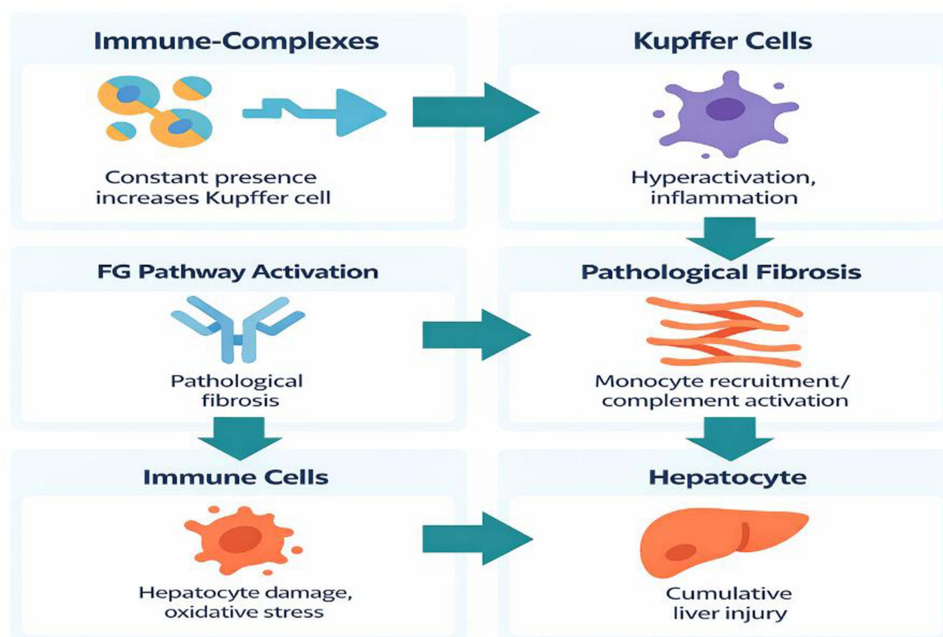 Immune-Complexes
Constant presence
increases Kupffer cell
Kupffer Cells
Hyperactivation,
inflammation
FG Pathway Activation
Pathological
fibrosis
Pathological Fibrosis
Monocyte recruitment/
complement activation
Immune Cells
Hepatocyte damage,
oxidative stress
Hepatocyte
Cumulative
liver injury